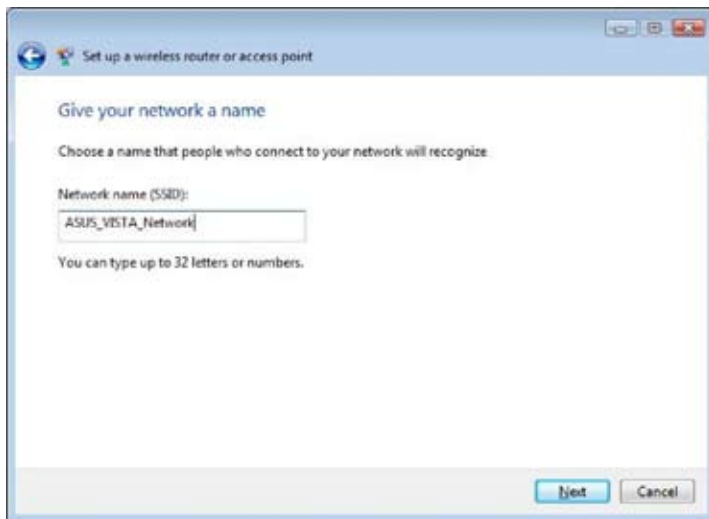 Set up a wireless router or access point
Give your network a name
Choose a name that people who connect to your network will recognize
Network name (SSID):
ASUS_VISTA_Network
You can type up to 32 letters or numbers.
Next Cancel